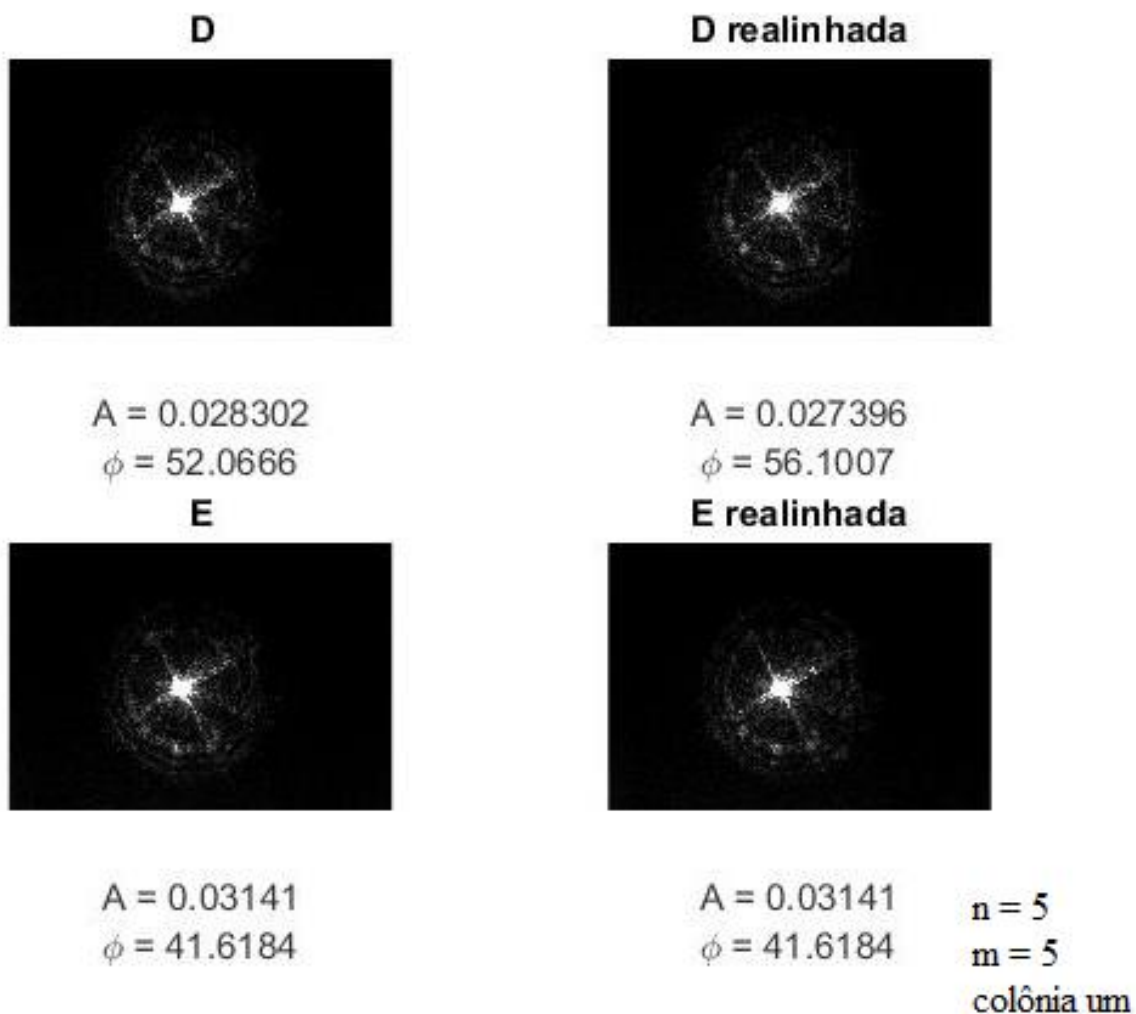 D
D realinhada
A = 0.028302
ϕ = 52.0666
A = 0.027396
ϕ = 56.1007
E
E realinhada
A = 0.03141
ϕ = 41.6184
A = 0.03141
ϕ = 41.6184
n = 5
m = 5
colônia um